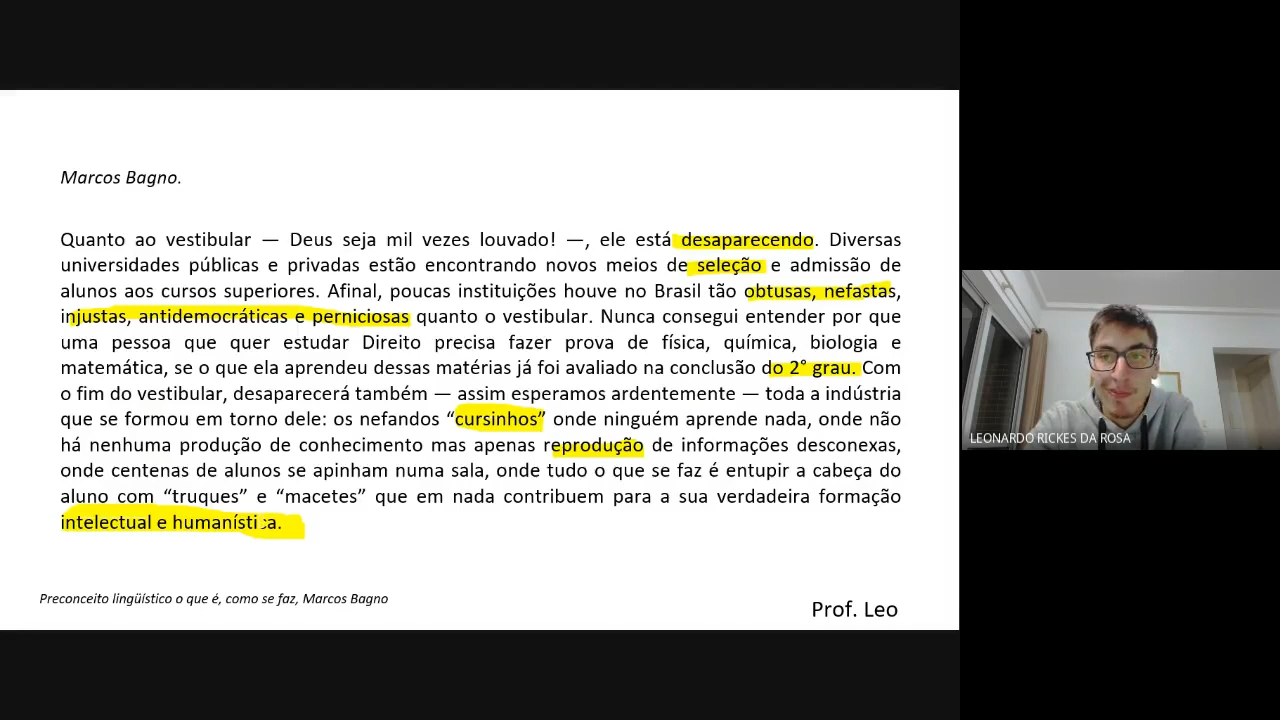 Marcos Bagno.
Quanto ao vestibular — Deus seja mil vezes louvado! —, ele está desaparecendo. Diversas
universidades públicas e privadas estão encontrando novos meios de seleção e admissão de
alunos aos cursos superiores. Afinal, poucas instituições houve no Brasil tão obtusas, nefastas,
injustas, antidemocráticas e perniciosas quanto o vestibular. Nunca consegui entender por que
uma pessoa que quer estudar Direito precisa fazer prova de física, química, biologia e
matemática, se o que ela aprendeu dessas matérias já foi avaliado na conclusão do 2° grau. Com
o fim do vestibular, desaparecerá também — assim esperamos ardentemente — toda a indústria
que se formou em torno dele: os nefandos “cursinhos” onde ninguém aprende nada, onde não
há nenhuma produção de conhecimento mas apenas reprodução de informações desconexas,
onde centenas de alunos se apinham numa sala, onde tudo o que se faz é entupir a cabeça do
aluno com “truques” e “macetes” que em nada contribuem para a sua verdadeira formação
intelectual e humanística.
Preconceito lingüístico o que é, como se faz, Marcos Bagno
Prof. Leo
LEONARDO RICKES DA ROSA